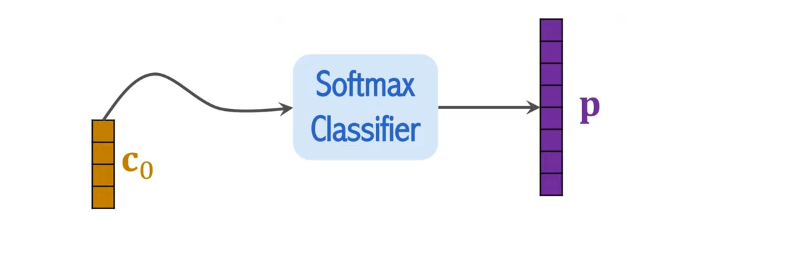 Softmax
Classifier
c₀
p